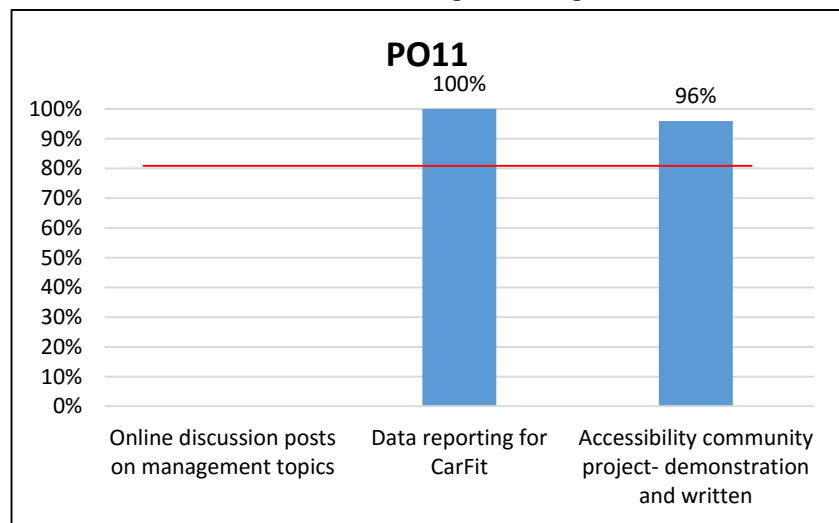 PO11
100%
96%
100%
90%
80%
70%
60%
50%
40%
30%
20%
10%
0%
Online discussion posts
on management topics
Data reporting for
CarFit
Accessibility community
project- demonstration
and written